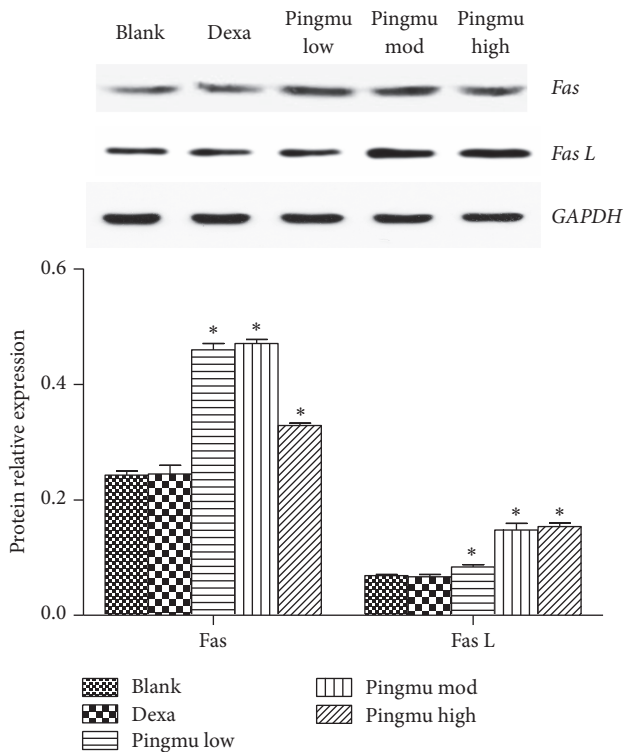 Blank
Dexa
Pingmu low
Pingmu mod
Pingmu high
Fas
Fas L
GAPDH
Protein relative expression
0.6
0.4
0.2
0.0
* * *
* * *
Fas
Fas L
Blank
Dexa
Pingmu low
Pingmu mod
Pingmu high